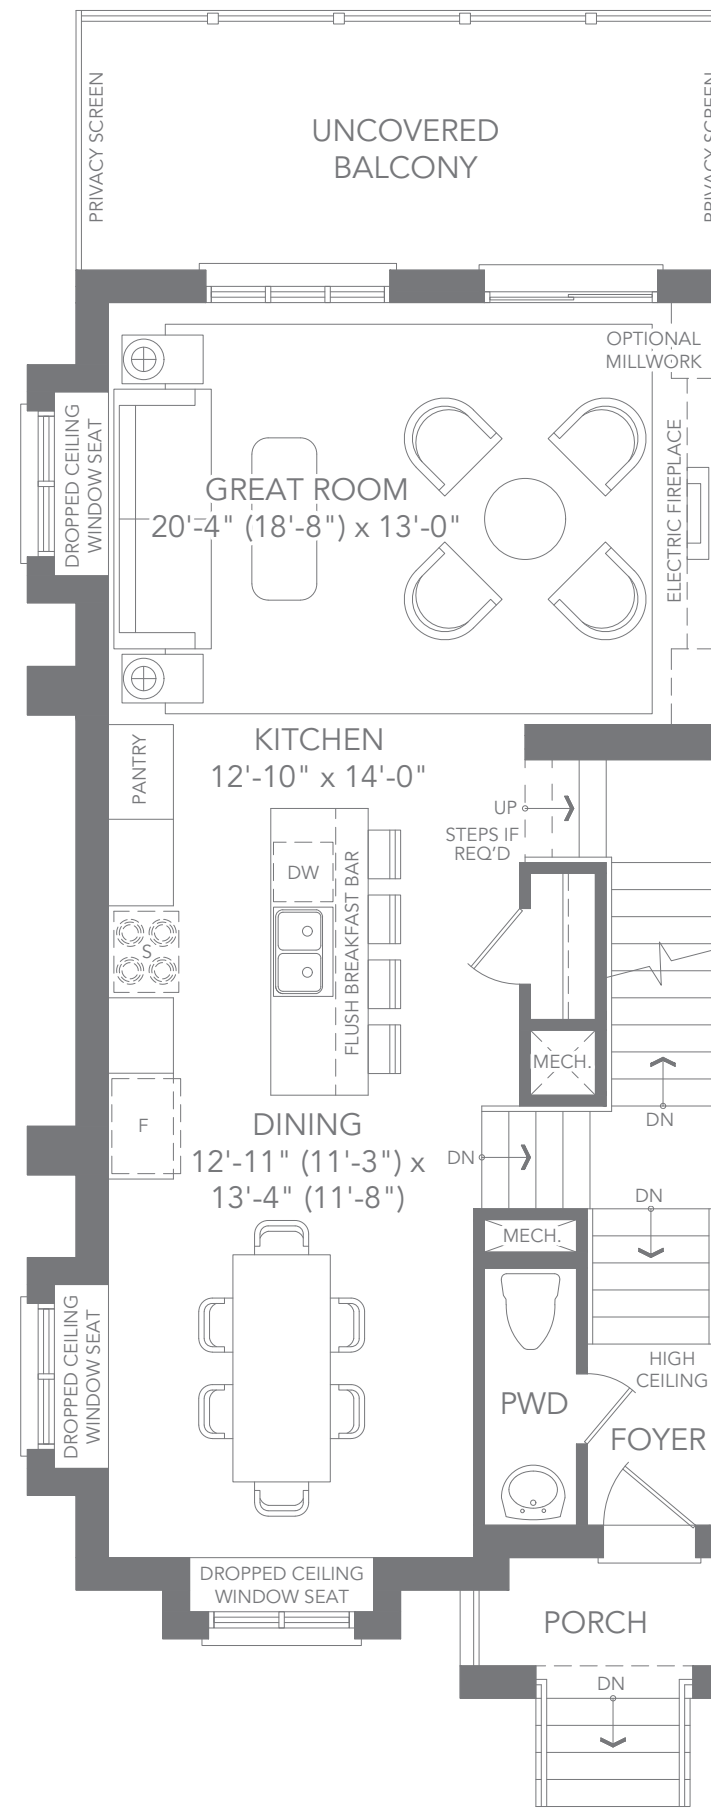 PRIVACY SCREEN
UNCOVERED
BALCONY
PRIVACY SCREEN
OPTIONAL
MILLWORK
DROPPED CEILING
WINDOW SEAT
GREAT ROOM
20'-4" (18'-8") x 13'-0"
ELECTRIC FIREPLACE
KITCHEN
12'-10" x 14'-0"
PANTRY
UP
STEPS IF
REQ'D
DW
FLUSH BREAKFAST BAR
S
MECH.
F
DN
DINING
12'-11" (11'-3") x
13'-4" (11'-8")
DN
DN
MECH.
DROPPED CEILING
WINDOW SEAT
HIGH
CEILING
PWD
FOYER
DROPPED CEILING
WINDOW SEAT
PORCH
DN